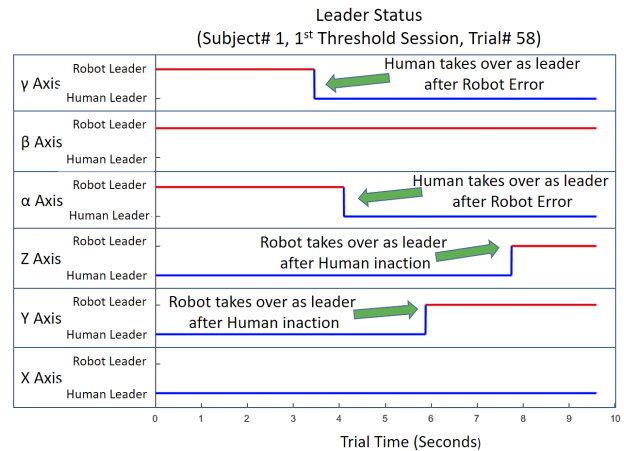 Leader Status
(Subject# 1, 1st Threshold Session, Trial# 58)
γ Axis
Robot Leader
Human Leader
Human takes over as leader
after Robot Error
β Axis
Robot Leader
Human Leader
α Axis
Robot Leader
Human Leader
Human takes over as leader
after Robot Error
Z Axis
Robot Leader
Human Leader
Robot takes over as leader
after Human inaction
Y Axis
Robot Leader
Human Leader
Robot takes over as leader
after Human inaction
X Axis
Robot Leader
Human Leader
0 1 2 3 4 5 6 7 8 9 10
Trial Time (Seconds)